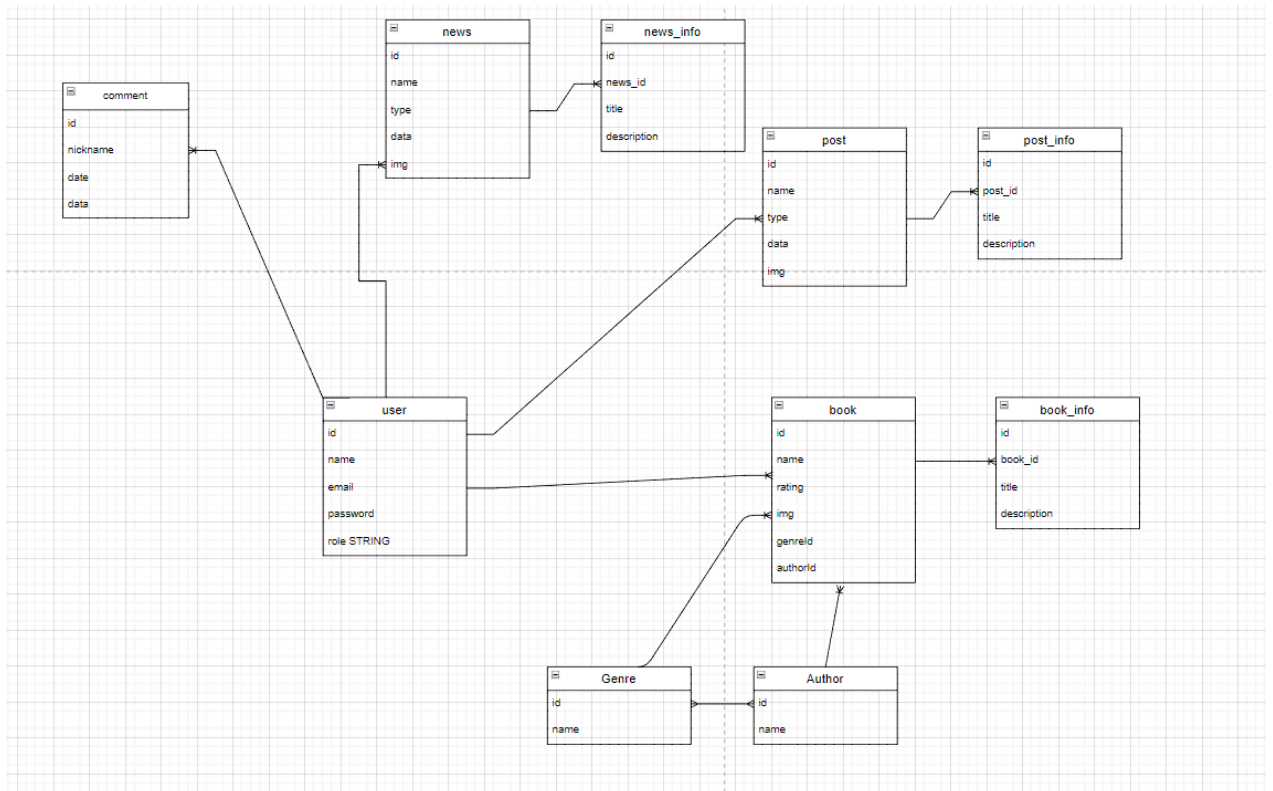 news
id
name
type
data
img
news_info
id
news_id
title
description
comment
id
nickname
date
data
post
id
name
type
data
img
post_info
id
post_id
title
description
user
id
name
email
password
role STRING
book
id
name
rating
img
genreId
authorId
book_info
id
book_id
title
description
Genre
id
name
Author
id
name